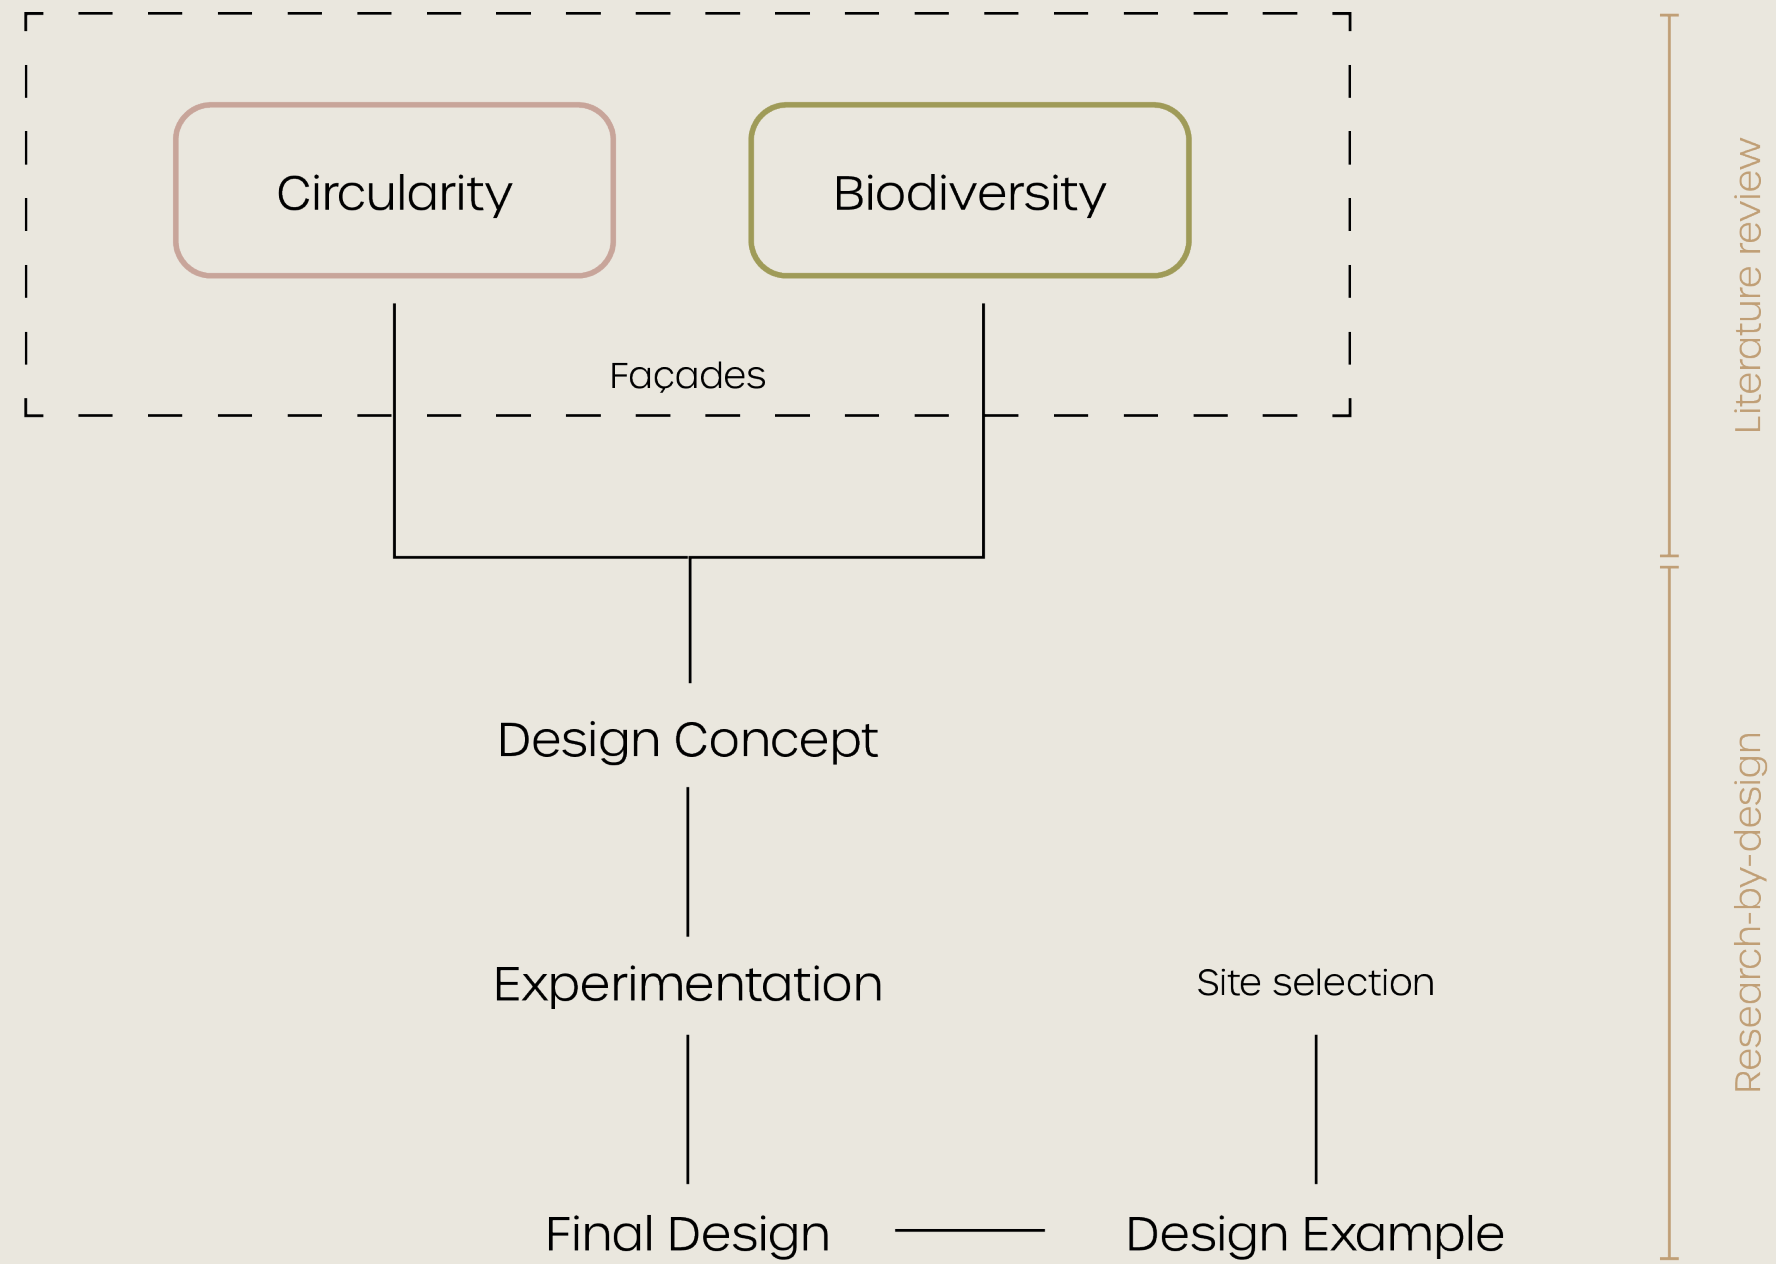 Circularity
Biodiversity
Façades
Literature review
Design Concept
Experimentation
Site selection
Research-by-design
Final Design
Design Example